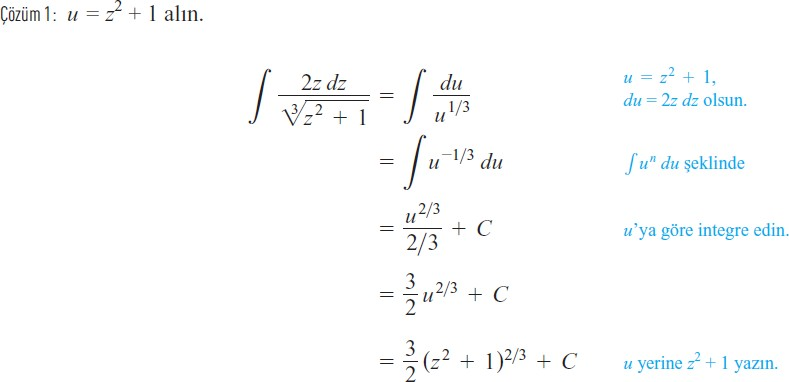 Çözüm 1: u = z² + 1 alın.
∫ 2z dz / ∛(z² + 1) = ∫ du / u^(1/3) u = z² + 1,
du = 2z dz olsun.
= ∫ u^(−1/3) du ∫ uⁿ du şeklinde
= u^(2/3) / (2/3) + C u’ya göre integre edin.
= 3/2 u^(2/3) + C
= 3/2 (z² + 1)^(2/3) + C u yerine z² + 1 yazın.